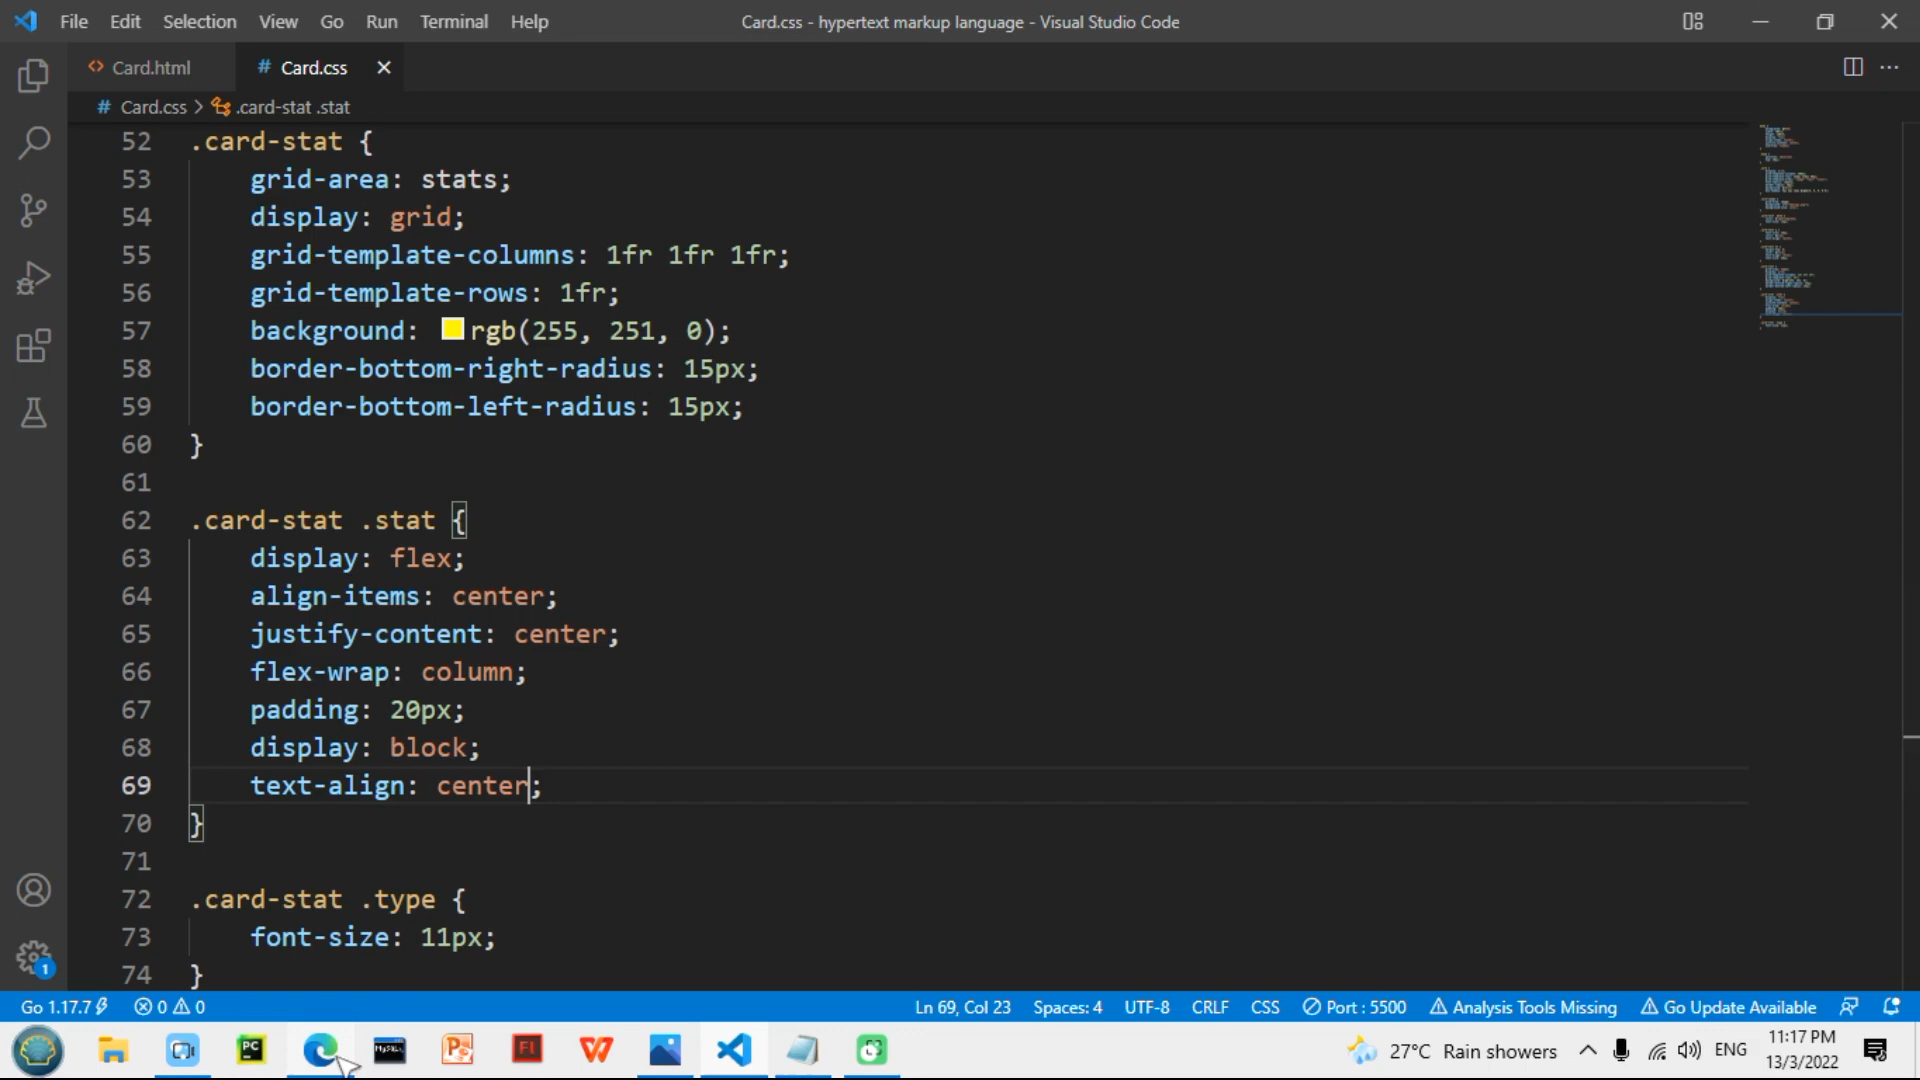 File Edit Selection View Go Run Terminal Help Card.css - hypertext markup language - Visual Studio Code
Card.html # Card.css
# Card.css > .card-stat .stat
52 .card-stat {
53 grid-area: stats;
54 display: grid;
55 grid-template-columns: 1fr 1fr 1fr;
56 grid-template-rows: 1fr;
57 background: rgb(255, 251, 0);
58 border-bottom-right-radius: 15px;
59 border-bottom-left-radius: 15px;
60 }
61
62 .card-stat .stat {
63 display: flex;
64 align-items: center;
65 justify-content: center;
66 flex-wrap: column;
67 padding: 20px;
68 display: block;
69 text-align: center;
70 }
71
72 .card-stat .type {
73 font-size: 11px;
74 }
1
Go 1.17.7 0 0 Ln 69, Col 23 Spaces: 4 UTF-8 CRLF CSS Port : 5500 Analysis Tools Missing Go Update Available
PC MySQL P Fl W 27°C Rain showers ENG 11:17 PM
13/3/2022